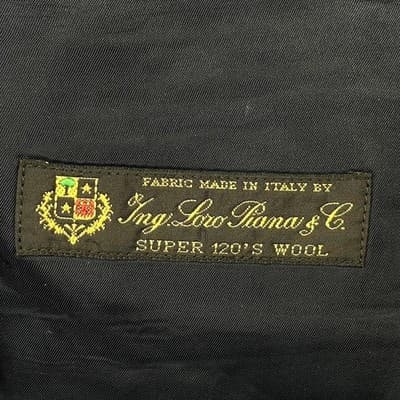 FABRIC MADE IN ITALY BY
Ing. Loro Piana & C.
SUPER 120'S WOOL